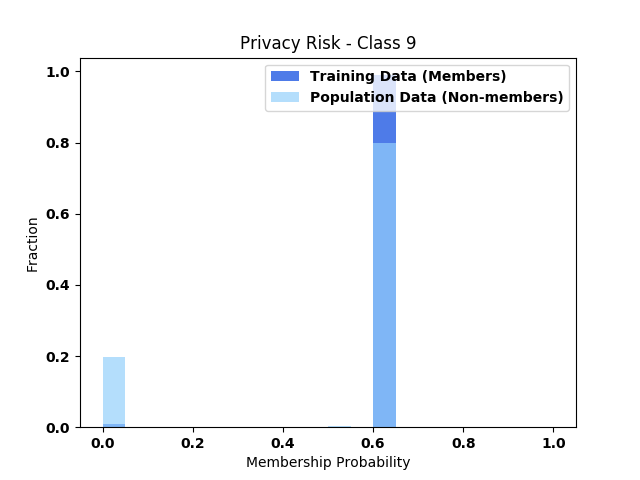 Privacy Risk - Class 9
Training Data (Members)
Population Data (Non-members)
1.0
0.8
0.6
0.4
0.2
0.0
Fraction
0.0 0.2 0.4 0.6 0.8 1.0
Membership Probability